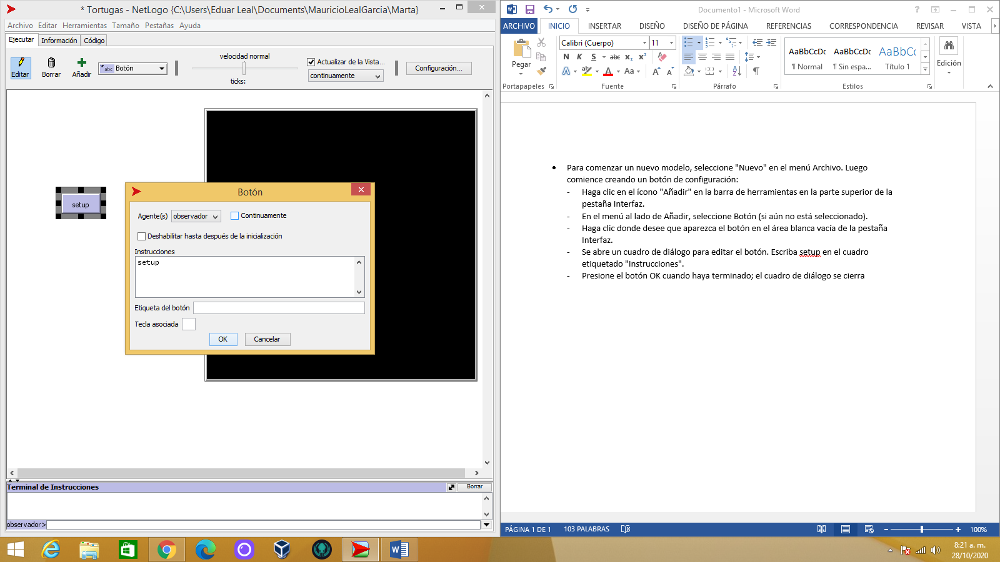 * Tortugas - NetLogo {C:\Users\Eduar Leal\Documents\MauricioLealGarcia\Marta}
Archivo Editar Herramientas Tamaño Pestañas Ayuda
Ejecutar Información Código
Editar Borrar Añadir abc Botón
velocidad normal
ticks:
Actualizar de la Vista...
continuamente
Configuración...
setup
Botón
Agente(s) observador Continuamente
Deshabilitar hasta después de la inicialización
Instrucciones
setup
Etiqueta del botón
Tecla asociada
OK Cancelar
Terminal de Instrucciones Borrar
observador>
Documento1 - Microsoft Word
ARCHIVO INICIO INSERTAR DISEÑO DISEÑO DE PÁGINA REFERENCIAS CORRESPONDENCIA REVISAR VISTA
Pegar
Calibri (Cuerpo) 11
N K S abc x₂ x²
A ab A Aa A A
AaBbCcDc AaBbCcDc AaBbCc
¶ Normal ¶ Sin espa... Título 1
Edición
Portapapeles Fuente Párrafo Estilos
• Para comenzar un nuevo modelo, seleccione "Nuevo" en el menú Archivo. Luego
comience creando un botón de configuración:
- Haga clic en el ícono "Añadir" en la barra de herramientas en la parte superior de la
pestaña Interfaz.
- En el menú al lado de Añadir, seleccione Botón (si aún no está seleccionado).
- Haga clic donde desee que aparezca el botón en el área blanca vacía de la pestaña
Interfaz.
- Se abre un cuadro de diálogo para editar el botón. Escriba setup en el cuadro
etiquetado "Instrucciones".
- Presione el botón OK cuando haya terminado; el cuadro de diálogo se cierra
PÁGINA 1 DE 1 103 PALABRAS 100%
8:21 a. m.
28/10/2020